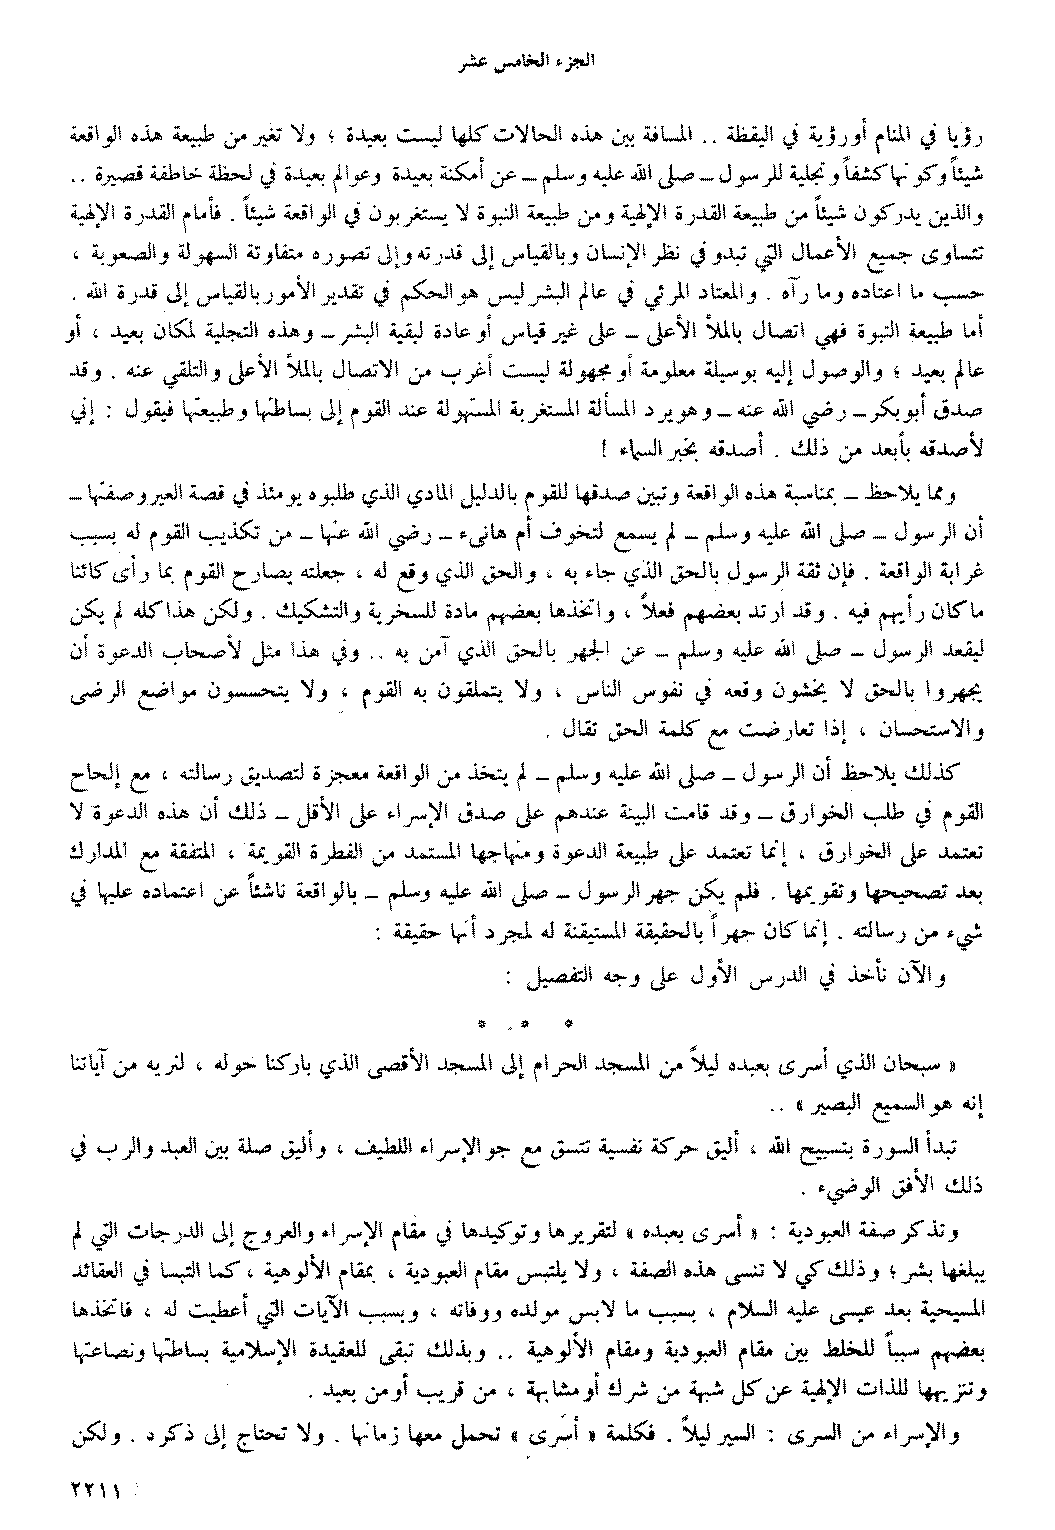 الجزء الخامس عشر
رؤيا في المنام أورؤية في اليقظة .. المسافة بين هذه الحالات كلها ليست بعيدة ؛ ولا تغير من طبيعة هذه الواقعة
شيئاً وكونها كشفاً وتجلية للرسول – صلى الله عليه وسلم – عن أمكنة بعيدة وعوالم بعيدة في لحظة خاطفة قصيرة ..
والذين يدركون شيئاً من طبيعة القدرة الإلهية ومن طبيعة النبوة لا يستغربون في الواقعة شيئاً . فأمام القدرة الإلهية
تتساوى جميع الأعمال التي تبدو في نظر الإنسان وبالقياس إلى قدرته وإلى تصوره متفاوتة السهولة والصعوبة ،
حسب ما اعتاده وما رآه . والمعتاد المرئي في عالم البشر ليس هو الحكم في تقدير الأمور بالقياس إلى قدرة الله .
أما طبيعة النبوة فهي اتصال بالملأ الأعلى – على غير قياس أو عادة لبقية البشر – وهذه التجلية لمكان بعيد ، أو
عالم بعيد ؛ والوصول إليه بوسيلة معلومة أو مجهولة ليست أغرب من الاتصال بالملأ الأعلى والتلقي عنه . وقد
صدق أبو بكر – رضي الله عنه – وهو يرد المسألة المستغربة المستهولة عند القوم إلى بساطتها وطبيعتها فيقول : إني
لأصدقه بأبعد من ذلك . أصدقه بخبر السماء !
ومما يلاحظ – بمناسبة هذه الواقعة وتبين صدقها للقوم بالدليل المادي الذي طلبوه يومئذ في قصة العير وصفتها –
أن الرسول – صلى الله عليه وسلم – لم يسمع لتخوف أم هانىء – رضي الله عنها – من تكذيب القوم له بسبب
غرابة الواقعة . فإن ثقة الرسول بالحق الذي جاء به ، والحق الذي وقع له ، جعلته يصارح القوم بما رأى كائنا
ما كان رأيهم فيه . وقد ارتد بعضهم فعلاً ، واتخذها بعضهم مادة للسخرية والتشكيك . ولكن هذا كله لم يكن
ليقعد الرسول – صلى الله عليه وسلم – عن الجهر بالحق الذي آمن به .. وفي هذا مثل لأصحاب الدعوة أن
يجهروا بالحق لا يخشون وقعه في نفوس الناس ، ولا يتملقون به القوم ، ولا يتحسسون مواضع الرضى
والاستحسان ، إذا تعارضت مع كلمة الحق تقال .
كذلك يلاحظ أن الرسول – صلى الله عليه وسلم – لم يتخذ من الواقعة معجزة لتصديق رسالته ، مع إلحاح
القوم في طلب الخوارق – وقد قامت البينة عندهم على صدق الإسراء على الأقل – ذلك أن هذه الدعوة لا
تعتمد على الخوارق ، إنما تعتمد على طبيعة الدعوة ومنهاجها المستمد من الفطرة القويمة ، المتفقة مع المدارك
بعد تصحيحها وتقويمها . فلم يكن جهر الرسول – صلى الله عليه وسلم – بالواقعة ناشئاً عن اعتماده عليها في
شيء من رسالته . إنما كان جهراً بالحقيقة المستيقنة له لمجرد أنها حقيقة :
والآن نأخذ في الدرس الأول على وجه التفصيل :
* * *
« سبحان الذي أسرى بعبده ليلاً من المسجد الحرام إلى المسجد الأقصى الذي باركنا حوله ، لنريه من آياتنا
إنه هو السميع البصير » ..
تبدأ السورة بتسبيح الله ، أليق حركة نفسية تتسق مع جو الإسراء اللطيف ، وأليق صلة بين العبد والرب في
ذلك الأفق الوضيء .
وتذكر صفة العبودية : « أسرى بعبده » لتقريرها وتوكيدها في مقام الإسراء والعروج إلى الدرجات التي لم
يبلغها بشر ؛ وذلك كي لا تنسى هذه الصفة ، ولا يلتبس مقام العبودية ، بمقام الألوهية ، كما التبسا في العقائد
المسيحية بعد عيسى عليه السلام ، بسبب ما لابس مولده ووفاته ، وبسبب الآيات التي أعطيت له ، فاتخذها
بعضهم سبباً للخلط بين مقام العبودية ومقام الألوهية .. وبذلك تبقى للعقيدة الإسلامية بساطتها ونصاعتها
وتنزيهها للذات الإلهية عن كل شبهة من شرك أو مشابهة ، من قريب أو من بعيد .
والإسراء من السرى : السير ليلاً . فكلمة « أسرى » تحمل معها زمانها . ولا تحتاج إلى ذكره . ولكن
٢٢١١